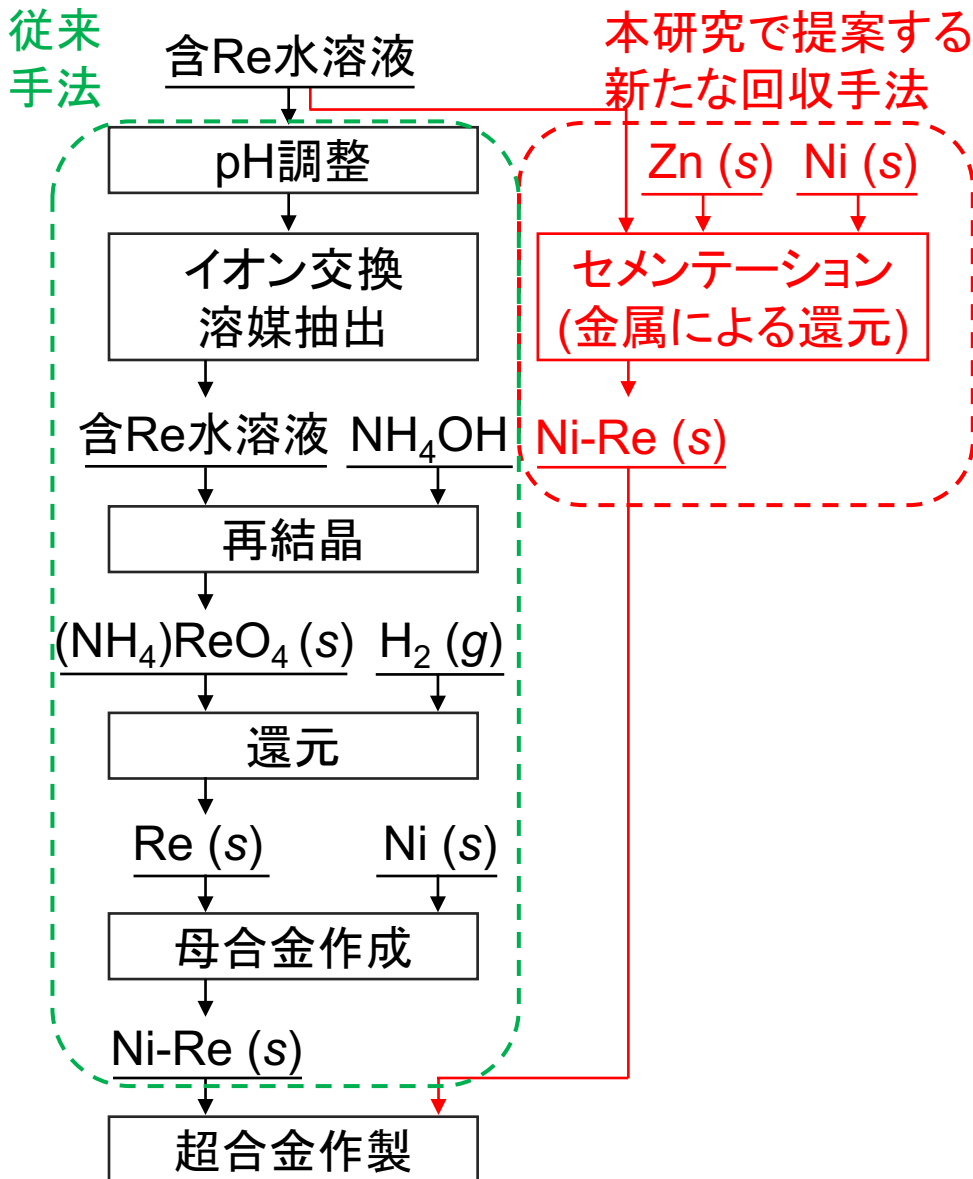 従来
手法
含Re水溶液
本研究で提案する
新たな回収手法
pH調整
Zn (s)
Ni (s)
イオン交換
溶媒抽出
セメンテーション
(金属による還元)
含Re水溶液
NH₄OH
Ni-Re (s)
再結晶
(NH₄)ReO₄ (s)
H₂ (g)
還元
Re (s)
Ni (s)
母合金作成
Ni-Re (s)
超合金作製